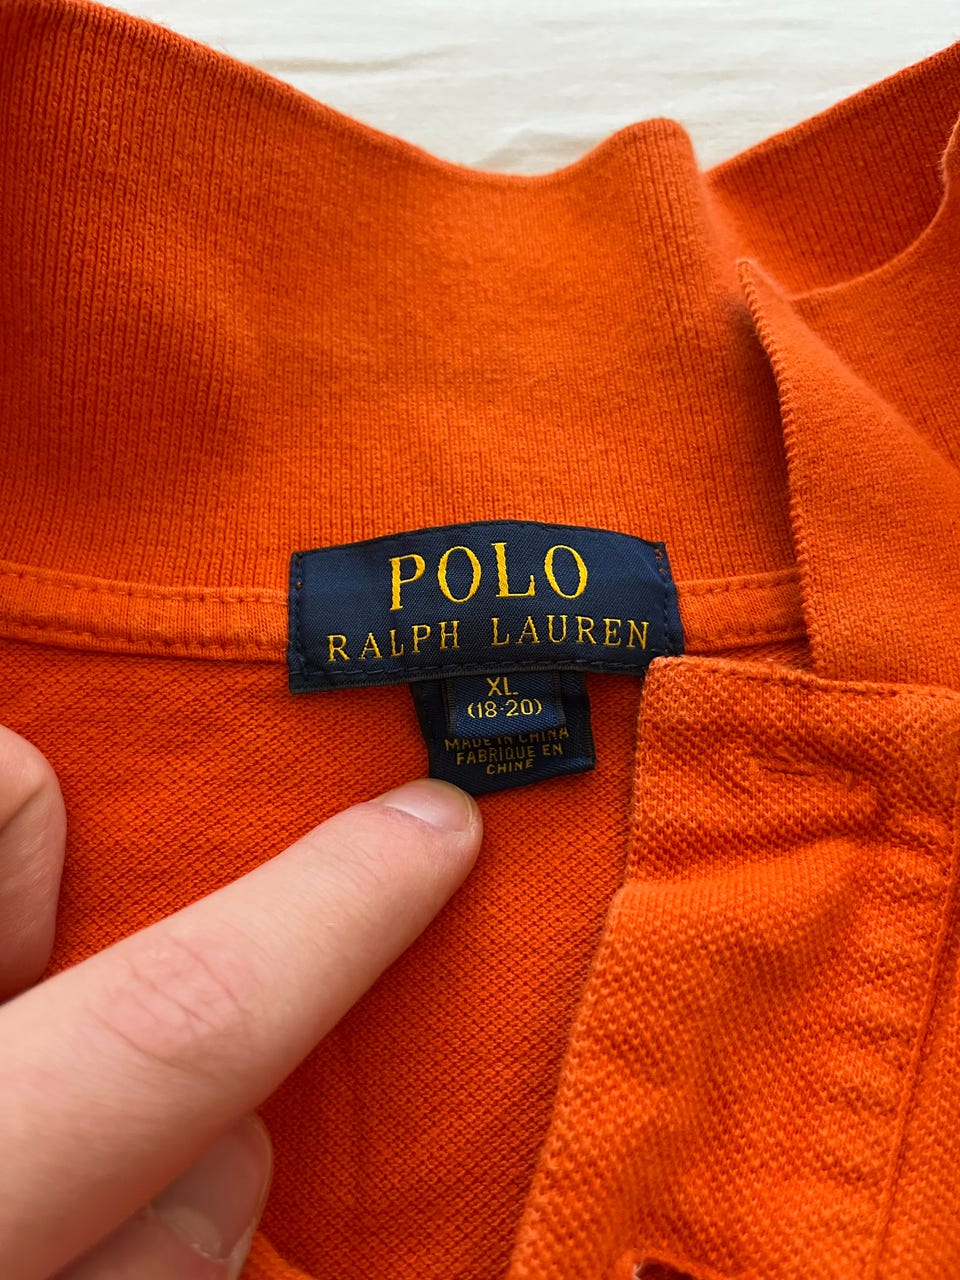 POLO
RALPH LAUREN
XL
(18-20)
MADE IN CHINA
FABRIQUE EN
CHINE